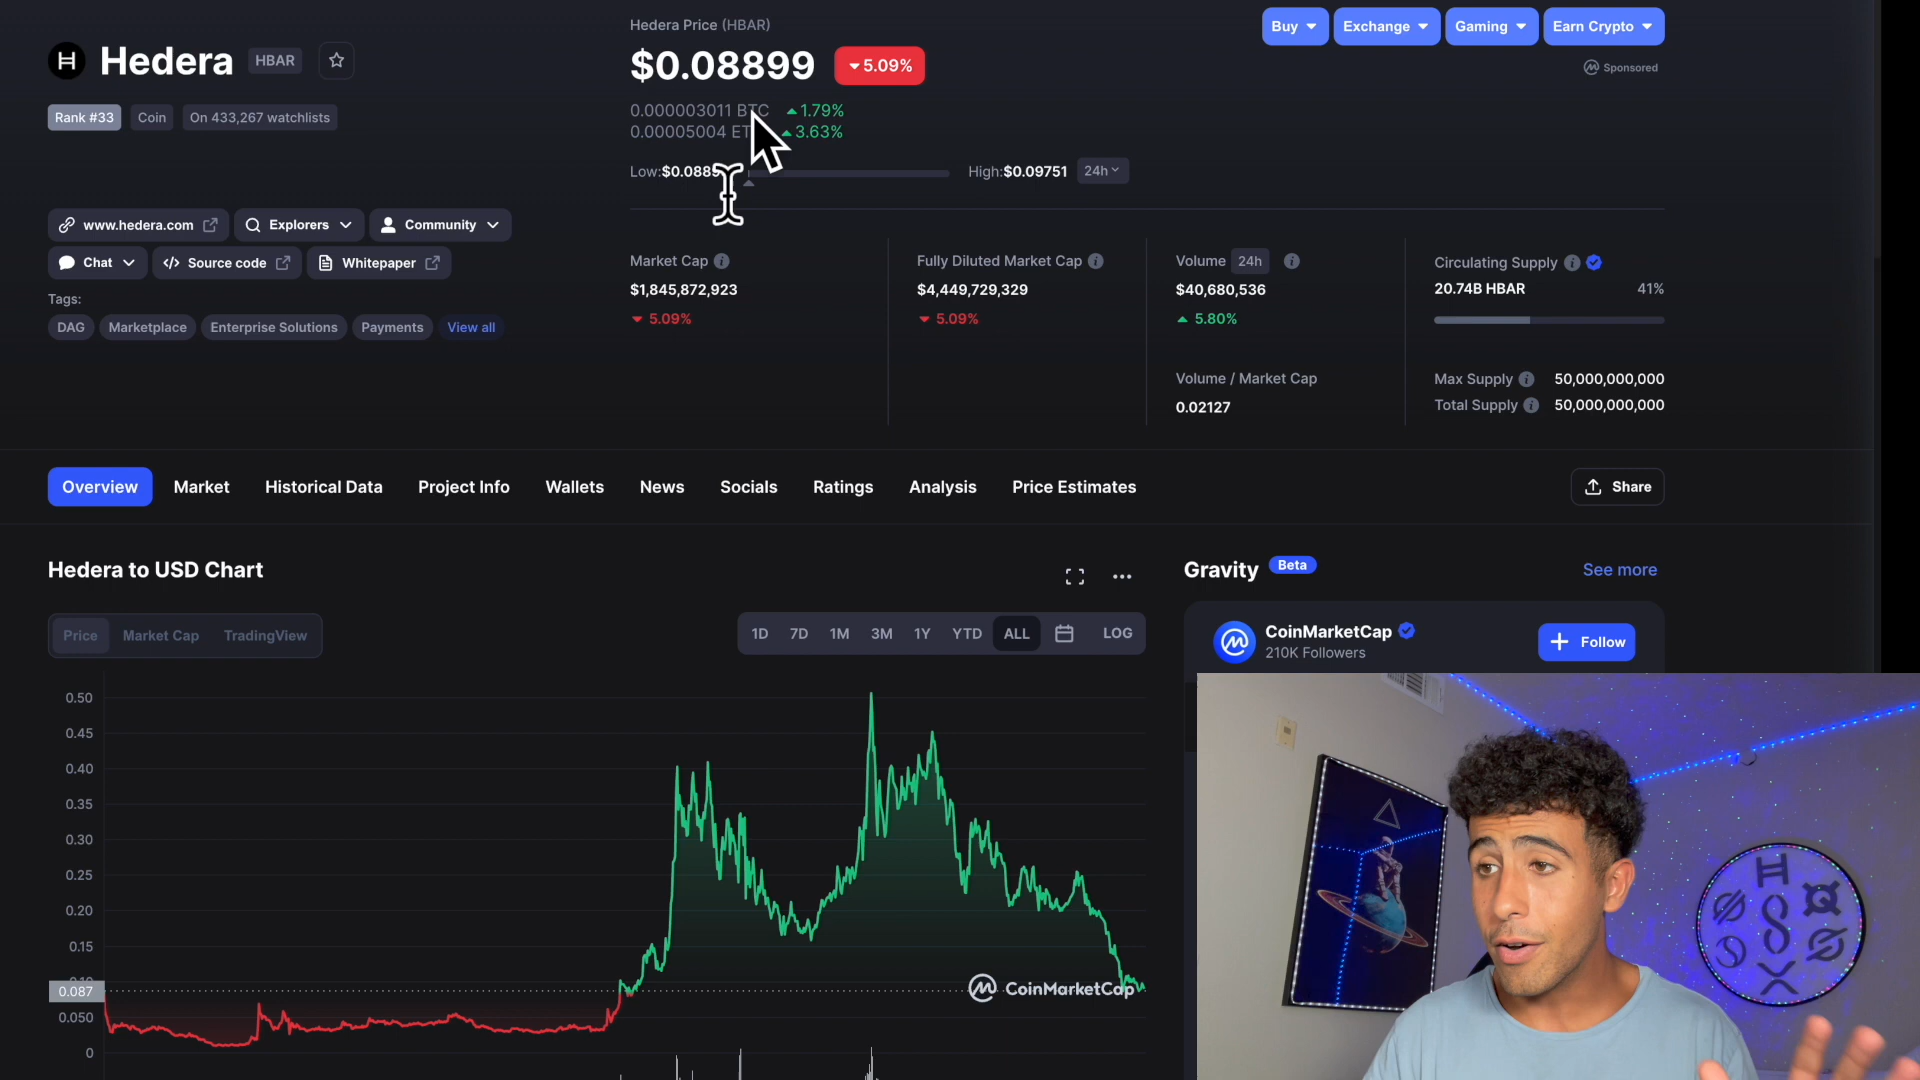 Hedera Price (HBAR)
Hedera HBAR
$0.08899 5.09%
Buy Exchange Gaming Earn Crypto
Sponsored
Rank #33 Coin On 433,267 watchlists
0.000003011 BTC 1.79%
0.00005004 3.63%
Low: High:$0.09751 24h
www.hedera.com Explorers Community
Chat Source code Whitepaper
Tags:
DAG Marketplace Enterprise Solutions Payments View all
Market Cap
$1,845,872,923
5.09%
Fully Diluted Market Cap
$4,449,729,329
5.09%
Volume 24h
$40,680,536
5.80%
Volume / Market Cap
0.02127
Circulating Supply
20.74B HBAR 41%
Max Supply 50,000,000,000
Total Supply 50,000,000,000
Overview Market Historical Data Project Info Wallets News Socials Ratings Analysis Price Estimates Share
Hedera to USD Chart
Price Market Cap TradingView
1D 7D 1M 3M 1Y YTD ALL LOG
0.50
0.45
0.40
0.35
0.30
0.25
0.20
0.15
0.087
0.050
0
CoinMarketCap
Gravity Beta See more
CoinMarketCap
210K Followers
Follow